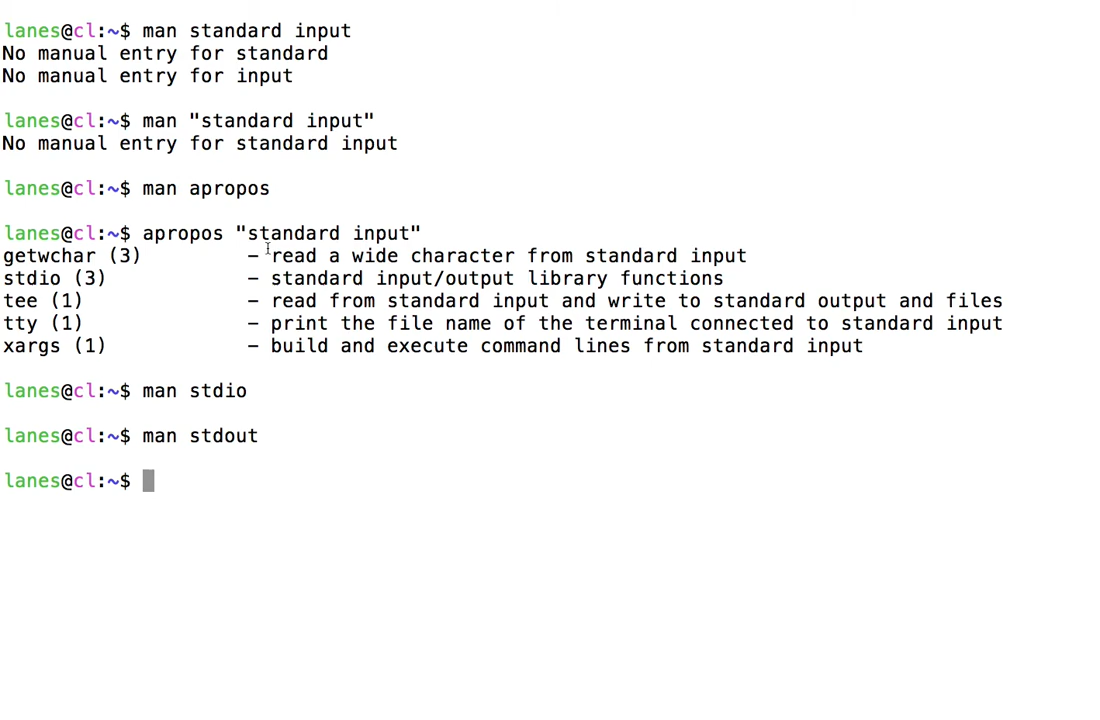 lanes@cl:~$ man standard input
No manual entry for standard
No manual entry for input
lanes@cl:~$ man "standard input"
No manual entry for standard input
lanes@cl:~$ man apropos
lanes@cl:~$ apropos "standard input"
getwchar (3)         - read a wide character from standard input
stdio (3)            - standard input/output library functions
tee (1)              - read from standard input and write to standard output and files
tty (1)              - print the file name of the terminal connected to standard input
xargs (1)            - build and execute command lines from standard input
lanes@cl:~$ man stdio
lanes@cl:~$ man stdout
lanes@cl:~$